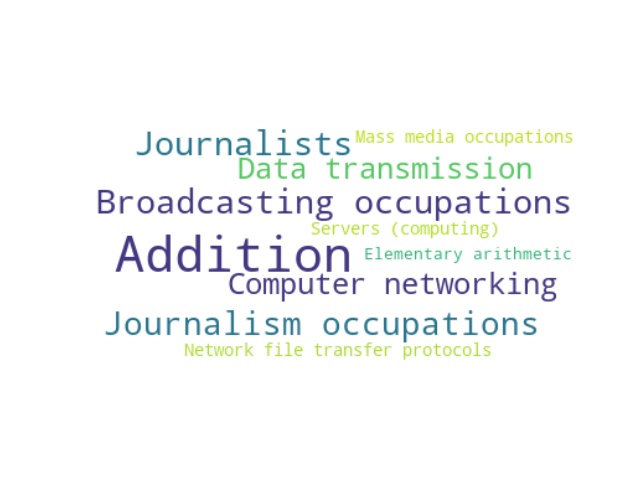 Journalists
Mass media occupations
Data transmission
Broadcasting occupations
Servers (computing)
Addition
Elementary arithmetic
Computer networking
Journalism occupations
Network file transfer protocols